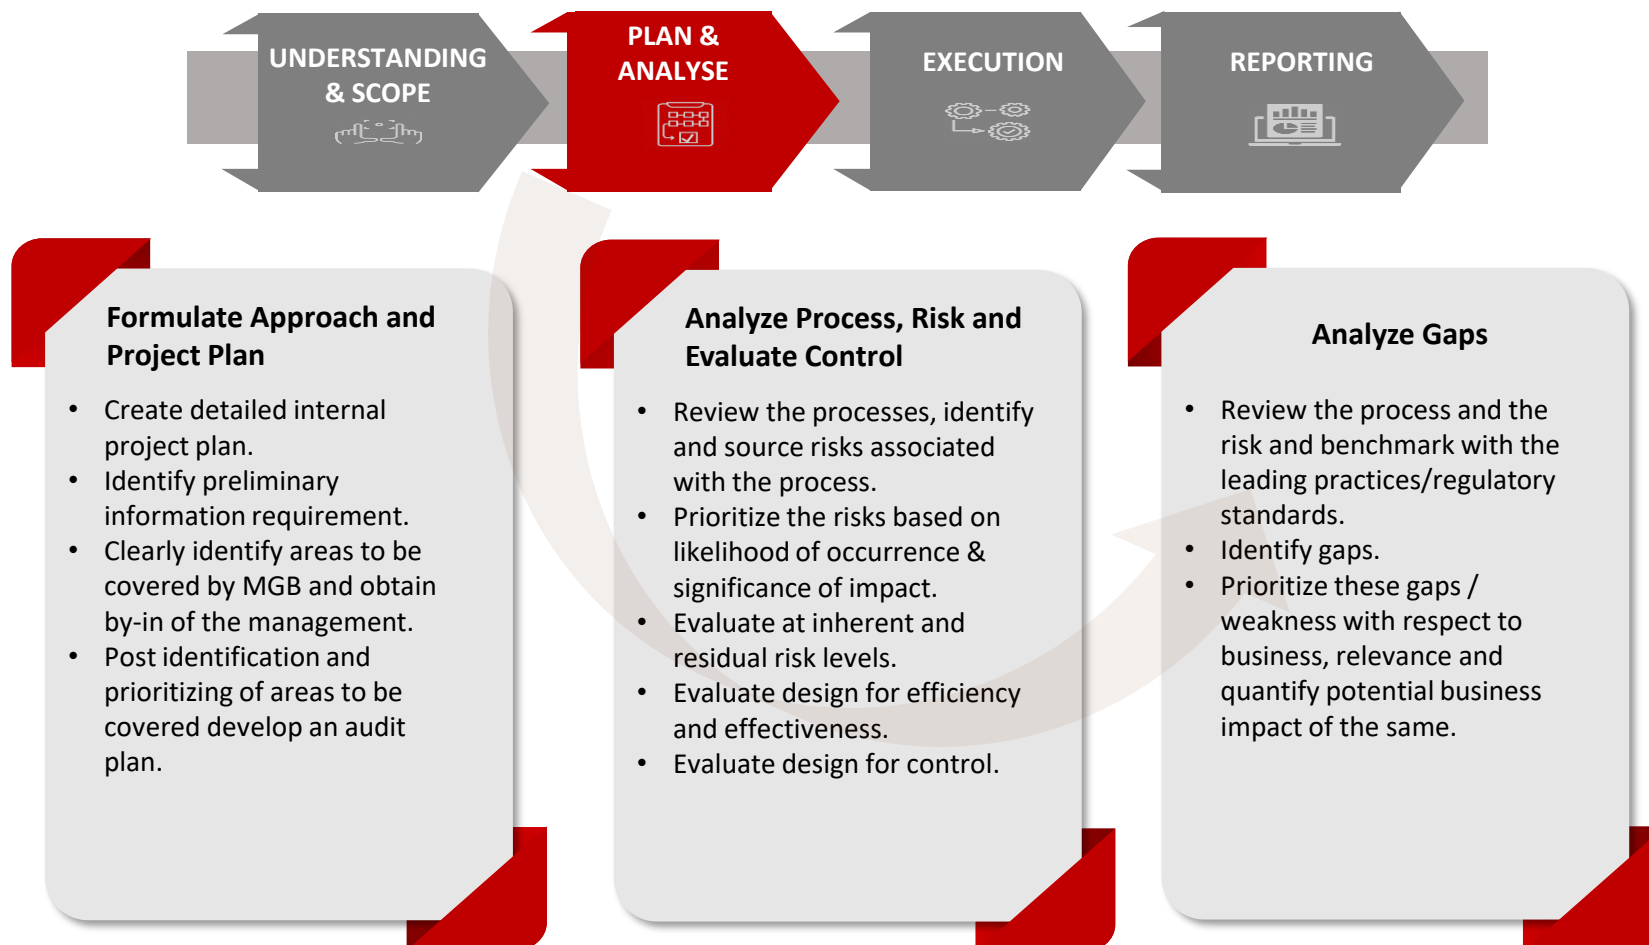 UNDERSTANDING
& SCOPE
PLAN &
ANALYSE
EXECUTION
REPORTING
Formulate Approach and
Project Plan
• Create detailed internal
project plan.
• Identify preliminary
information requirement.
• Clearly identify areas to be
covered by MGB and obtain
by-in of the management.
• Post identification and
prioritizing of areas to be
covered develop an audit
plan.
Analyze Process, Risk and
Evaluate Control
• Review the processes, identify
and source risks associated
with the process.
• Prioritize the risks based on
likelihood of occurrence &
significance of impact.
• Evaluate at inherent and
residual risk levels.
• Evaluate design for efficiency
and effectiveness.
• Evaluate design for control.
Analyze Gaps
• Review the process and the
risk and benchmark with the
leading practices/regulatory
standards.
• Identify gaps.
• Prioritize these gaps /
weakness with respect to
business, relevance and
quantify potential business
impact of the same.